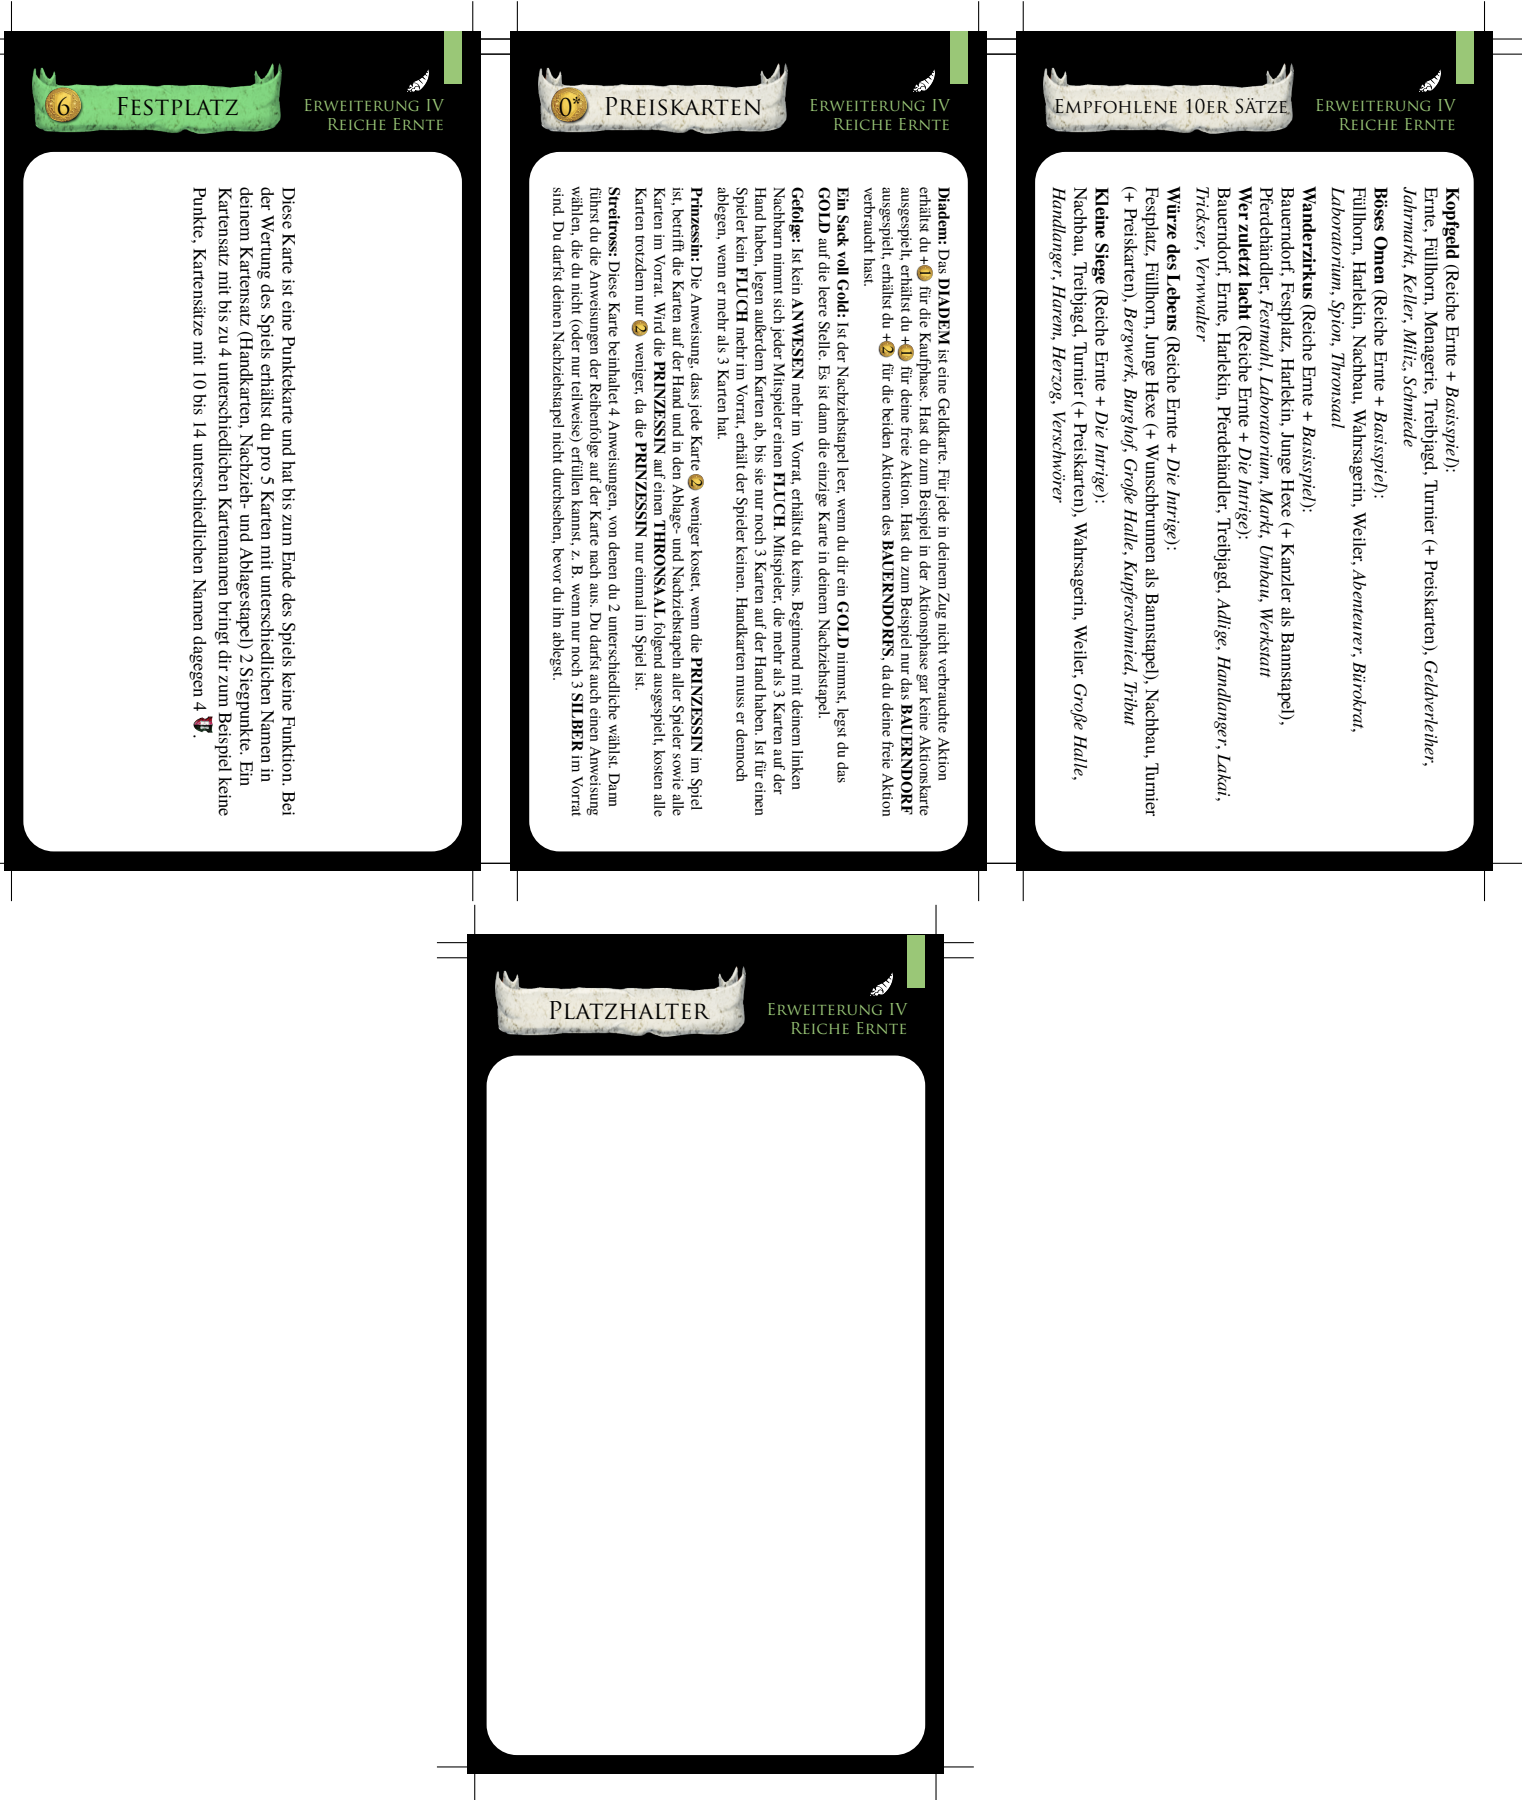 6
FESTPLATZ
ERWEITERUNG IV
REICHE ERNTE
Diese Karte ist eine Punktekarte und hat bis zum Ende des Spiels keine Funktion. Bei
der Wertung des Spiels erhältst du pro 5 Karten mit unterschiedlichen Namen in
deinem Kartensatz (Handkarten, Nachzieh- und Ablagestapel) 2 Siegpunkte. Ein
Kartensatz mit bis zu 4 unterschiedlichen Kartennamen bringt dir zum Beispiel keine
Punkte, Kartensätze mit 10 bis 14 unterschiedlichen Namen dagegen 4 .
0*
PREISKARTEN
ERWEITERUNG IV
REICHE ERNTE
Diadem: Das DIADEM ist eine Geldkarte. Für jede in deinem Zug nicht verbrauchte Aktion
erhältst du +1 für die Kaufphase. Hast du zum Beispiel in der Aktionsphase gar keine Aktionskarte
ausgespielt, erhältst du +1 für deine freie Aktion. Hast du zum Beispiel nur das BAUERNDORF
ausgespielt, erhältst du +2 für die beiden Aktionen des BAUERNDORFS, da du deine freie Aktion
verbraucht hast.
Ein Sack voll Gold: Ist der Nachziehstapel leer, wenn du dir ein GOLD nimmst, legst du das
GOLD auf die leere Stelle. Es ist dann die einzige Karte in deinem Nachziehstapel.
Gefolge: Ist kein ANWESEN mehr im Vorrat, erhältst du keins. Beginnend mit deinem linken
Nachbarn nimmt sich jeder Mitspieler einen FLUCH. Mitspieler, die mehr als 3 Karten auf der
Hand haben, legen außerdem Karten ab, bis sie nur noch 3 Karten auf der Hand haben. Ist für einen
Spieler kein FLUCH mehr im Vorrat, erhält der Spieler keinen. Handkarten muss er dennoch
ablegen, wenn er mehr als 3 Karten hat.
Prinzessin: Die Anweisung, dass jede Karte 2 weniger kostet, wenn die PRINZESSIN im Spiel
ist, betrifft die Karten auf der Hand und in den Ablage- und Nachziehstapeln aller Spieler sowie alle
Karten im Vorrat. Wird die PRINZESSIN auf einen THRONSAAL folgend ausgespielt, kosten alle
Karten trotzdem nur 2 weniger, da die PRINZESSIN nur einmal im Spiel ist.
Streitross: Diese Karte beinhaltet 4 Anweisungen, von denen du 2 unterschiedliche wählst. Dann
führst du die Anweisungen der Reihenfolge auf der Karte nach aus. Du darfst auch einen Anweisung
wählen, die du nicht (oder nur teilweise) erfüllen kannst, z. B. wenn nur noch 3 SILBER im Vorrat
sind. Du darfst deinen Nachziehstapel nicht durchsehen, bevor du ihn ablegst.
EMPFOHLENE 10ER SÄTZE
ERWEITERUNG IV
REICHE ERNTE
Kopfgeld (Reiche Ernte + Basisspiel):
Ernte, Füllhorn, Menagerie, Treibjagd, Turnier (+ Preiskarten), Geldverleiher,
Jahrmarkt, Keller, Miliz, Schmiede
Böses Omen (Reiche Ernte + Basisspiel):
Füllhorn, Harlekin, Nachbau, Wahrsagerin, Weiler, Abenteurer, Bürokrat,
Laboratorium, Spion, Thronsaal
Wanderzirkus (Reiche Ernte + Basisspiel):
Bauerndorf, Festplatz, Harlekin, Junge Hexe (+ Kanzler als Bannstapel),
Pferdehändler, Festmahl, Laboratorium, Markt, Umbau, Werkstatt
Wer zuletzt lacht (Reiche Ernte + Die Intrige):
Bauerndorf, Ernte, Harlekin, Pferdehändler, Treibjagd, Adlige, Handlanger, Lakai,
Trickser, Verwwalter
Würze des Lebens (Reiche Ernte + Die Intrige):
Festplatz, Füllhorn, Junge Hexe (+ Wunschbrunnen als Bannstapel), Nachbau, Turnier
(+ Preiskarten), Bergwerk, Burghof, Große Halle, Kupferschmied, Tribut
Kleine Siege (Reiche Ernte + Die Intrige):
Nachbau, Treibjagd, Turnier (+ Preiskarten), Wahrsagerin, Weiler, Große Halle,
Handlanger, Harem, Herzog, Verschwörer
PLATZHALTER
ERWEITERUNG IV
REICHE ERNTE